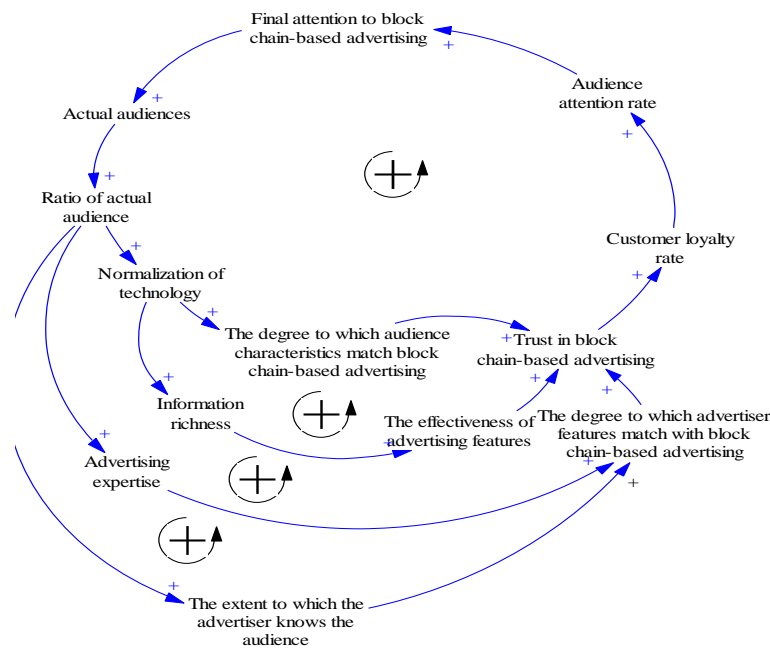 Final attention to block
chain-based advertising
+
Audience
attention rate
+
Actual audiences
+
+
Ratio of actual
audience
+
Customer loyalty
rate
+
Normalization of
technology
+
The degree to which audience
characteristics match block
chain-based advertising
+
Trust in block
chain-based advertising
+
Information
richness
+
+
The effectiveness of
advertising features
+
+
The degree to which advertiser
features match with block
chain-based advertising
+
Advertising
expertise
+
+
+
+
+
+
The extent to which the
advertiser knows the
audience